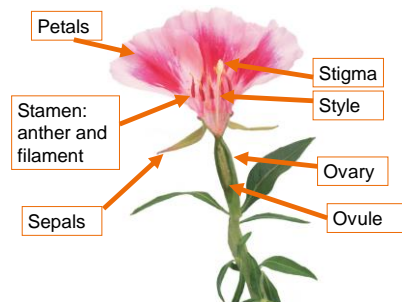 Petals
Stigma
Stamen:
anther and
filament
Style
Ovary
Sepals
Ovule